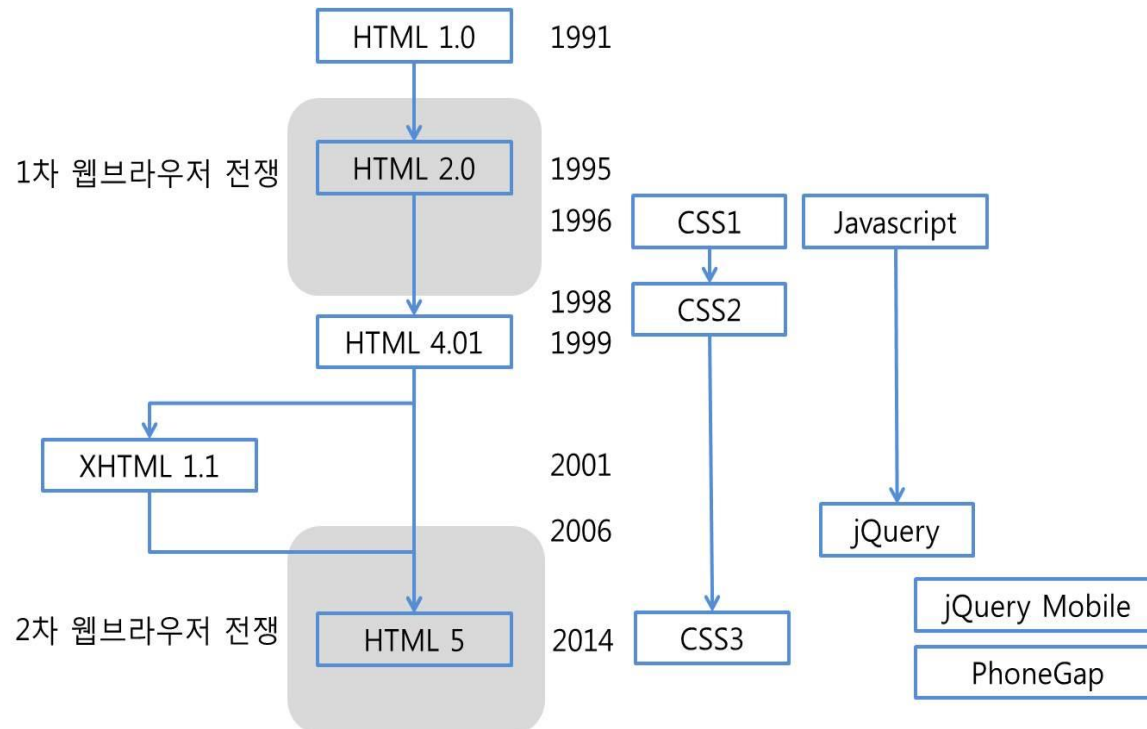 HTML 1.0 1991
1차 웹브라우저 전쟁 HTML 2.0 1995
1996 CSS1 Javascript
1998 CSS2
HTML 4.01 1999
XHTML 1.1 2001
2006 jQuery
jQuery Mobile
2차 웹브라우저 전쟁 HTML 5 2014 CSS3
PhoneGap